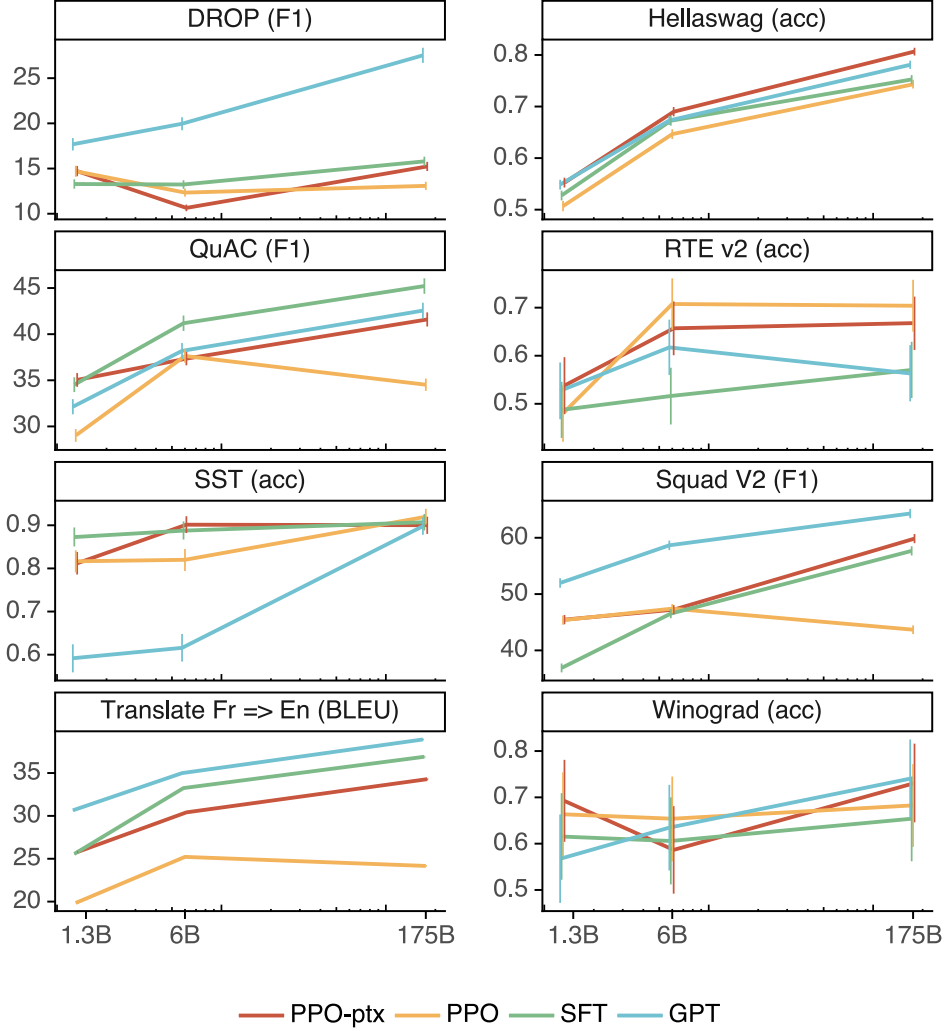 DROP (F1)
25
20
15
10
Hellaswag (acc)
0.8
0.7
0.6
0.5
QuAC (F1)
45
40
35
30
RTE v2 (acc)
0.7
0.6
0.5
SST (acc)
0.9
0.8
0.7
0.6
Squad V2 (F1)
60
50
40
Translate Fr => En (BLEU)
35
30
25
20
1.3B 6B 175B
Winograd (acc)
0.8
0.7
0.6
0.5
1.3B 6B 175B
PPO-ptx PPO SFT GPT